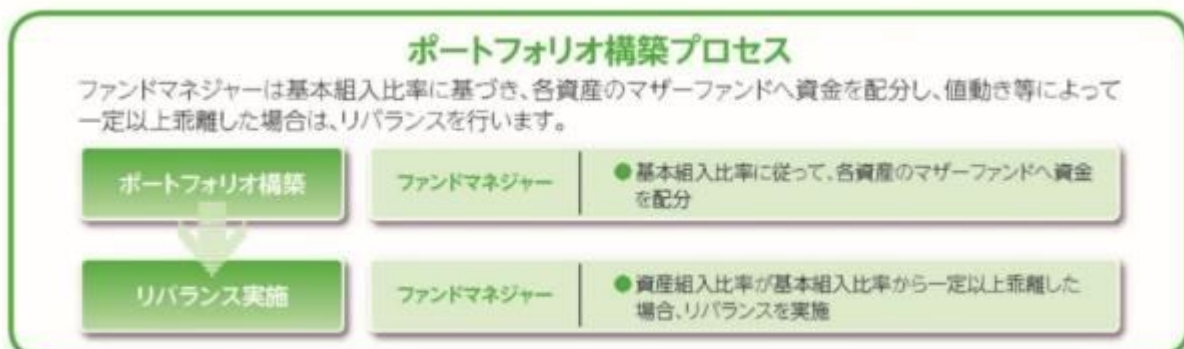 ポートフォリオ構築プロセス
ファンドマネジャーは基本組入比率に基づき、各資産のマザーファンドへ資金を配分し、値動き等によって
一定以上乖離した場合は、リバランスを行います。
ポートフォリオ構築
ファンドマネジャー
●基本組入比率に従って、各資産のマザーファンドへ資金
を配分
リバランス実施
ファンドマネジャー
●資産組入比率が基本組入比率から一定以上乖離した
場合、リバランスを実施